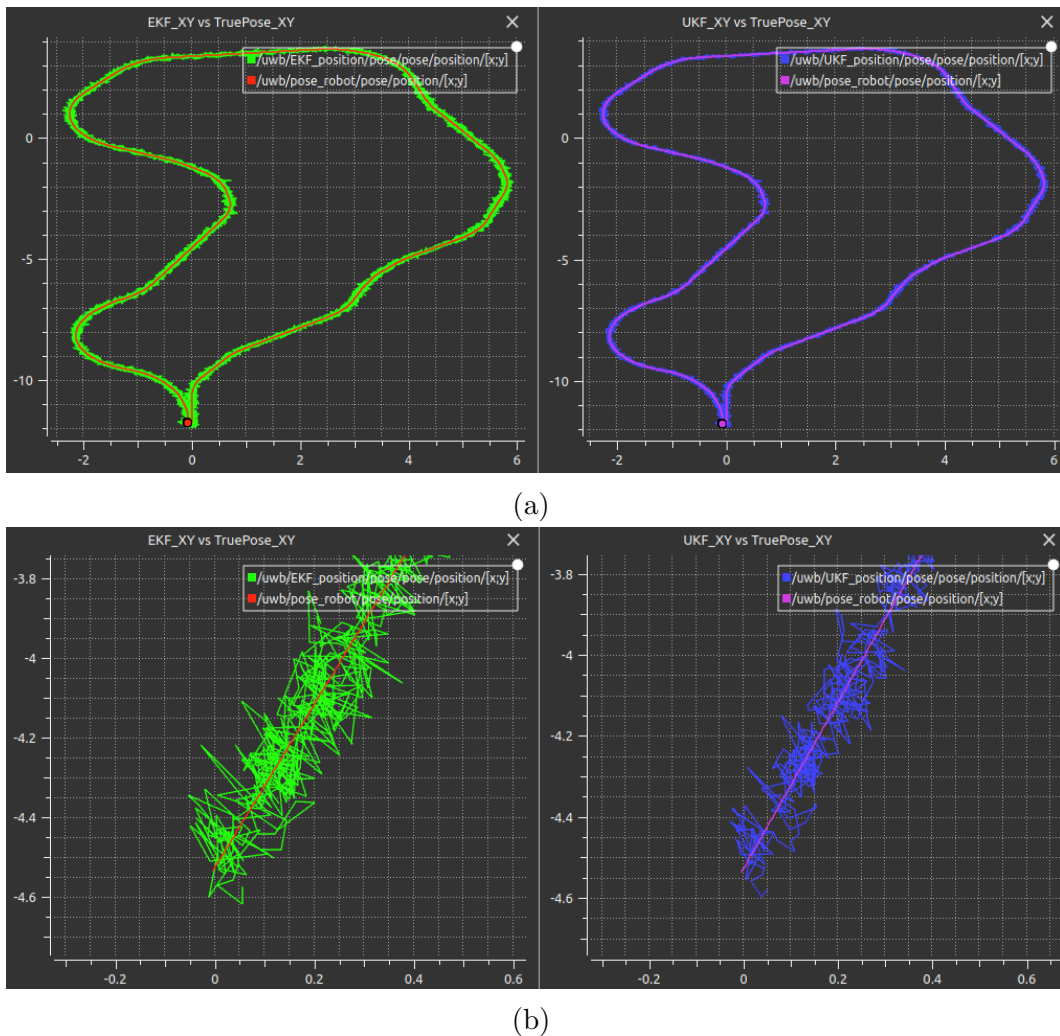 EKF_XY vs TruePose_XY
/uwb/EKF_position/pose/pose/position/[x;y]
/uwb/pose_robot/pose/position/[x;y]
0
-5
-10
-2
0
2
4
6
UKF_XY vs TruePose_XY
/uwb/UKF_position/pose/pose/position/[x;y]
/uwb/pose_robot/pose/position/[x;y]
0
-5
-10
-2
0
2
4
6
(a)
EKF_XY vs TruePose_XY
/uwb/EKF_position/pose/pose/position/[x;y]
/uwb/pose_robot/pose/position/[x;y]
-3.8
-4
-4.2
-4.4
-4.6
-0.2
0
0.2
0.4
0.6
UKF_XY vs TruePose_XY
/uwb/UKF_position/pose/pose/position/[x;y]
/uwb/pose_robot/pose/position/[x;y]
-3.8
-4
-4.2
-4.4
-4.6
-0.2
0
0.2
0.4
0.6
(b)